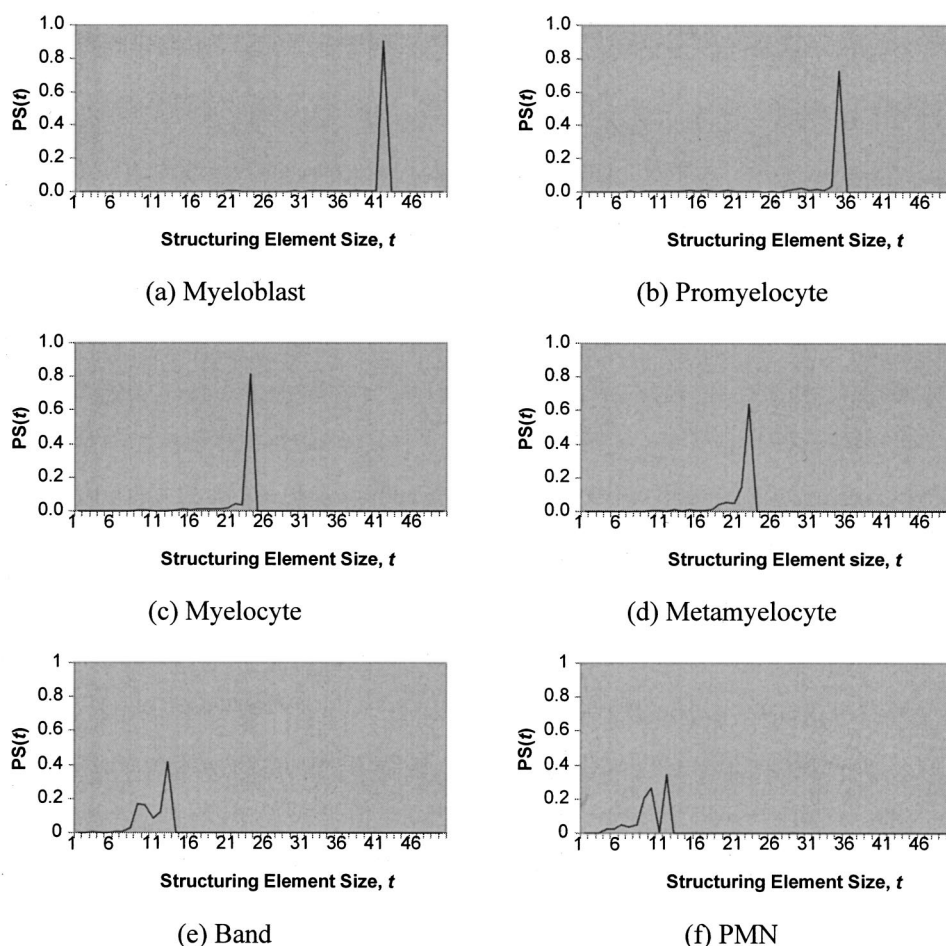 1.0
0.8
0.6
0.4
0.2
0.0
PS(t)
1 6 11 16 21 26 31 36 41 46
Structuring Element Size, t
(a) Myeloblast
1.0
0.8
0.6
0.4
0.2
0.0
PS(t)
1 6 11 16 21 26 31 36 41 46
Structuring Element Size, t
(b) Promyelocyte
1.0
0.8
0.6
0.4
0.2
0.0
PS(t)
1 6 11 16 21 26 31 36 41 46
Structuring Element Size, t
(c) Myelocyte
1.0
0.8
0.6
0.4
0.2
0.0
PS(t)
1 6 11 16 21 26 31 36 41 46
Structuring Element size, t
(d) Metamyelocyte
1
0.8
0.6
0.4
0.2
0
PS(t)
1 6 11 16 21 26 31 36 41 46
Structuring Element Size, t
(e) Band
1
0.8
0.6
0.4
0.2
0
PS(t)
1 6 11 16 21 26 31 36 41 46
Structuring Element Size, t
(f) PMN